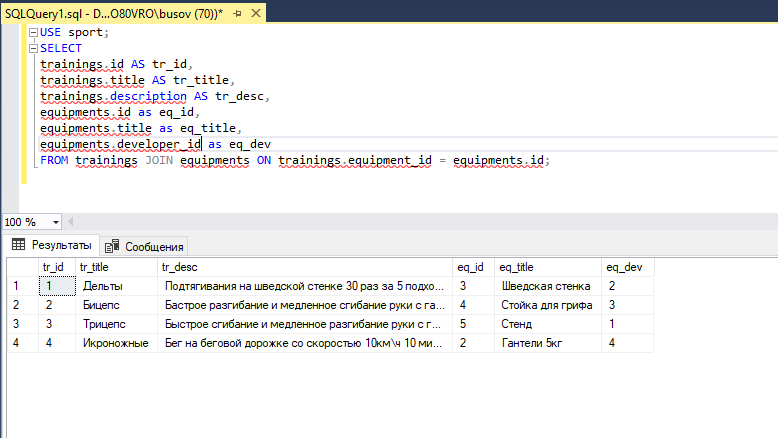 SQLQuery1.sql - D...O80VRO\busov (70))*
USE sport;
SELECT
trainings.id AS tr_id,
trainings.title AS tr_title,
trainings.description AS tr_desc,
equipments.id as eq_id,
equipments.title as eq_title,
equipments.developer_id as eq_dev
FROM trainings JOIN equipments ON trainings.equipment_id = equipments.id;
100 %
Результаты Сообщения
tr_id tr_title tr_desc eq_id eq_title eq_dev
1 1 Дельты Подтягивания на шведской стенке 30 раз за 5 подхо... 3 Шведская стенка 2
2 2 Бицепс Бастрое разгибание и медленное сгибание руки с га... 4 Стойка для грифа 3
3 3 Трицепс Быстрое сгибание и медленное разгибание руки с г... 5 Стенд 1
4 4 Икроножные Бег на беговой дорожке со скоростью 10км\ч 10 ми... 2 Гантели 5кг 4